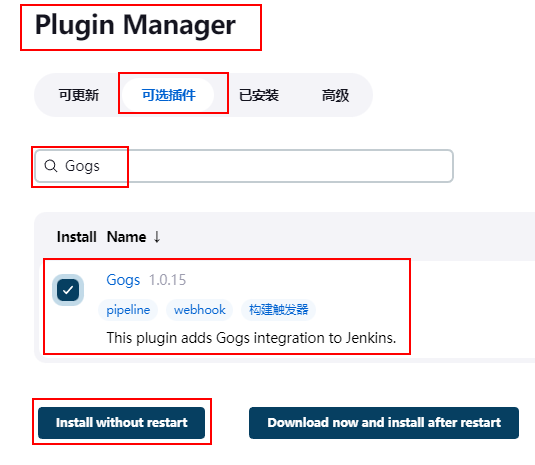 Plugin Manager
可更新 可选插件 已安装 高级
Gogs
Install Name ↓
Gogs 1.0.15
pipeline webhook 构建触发器
This plugin adds Gogs integration to Jenkins.
Install without restart Download now and install after restart